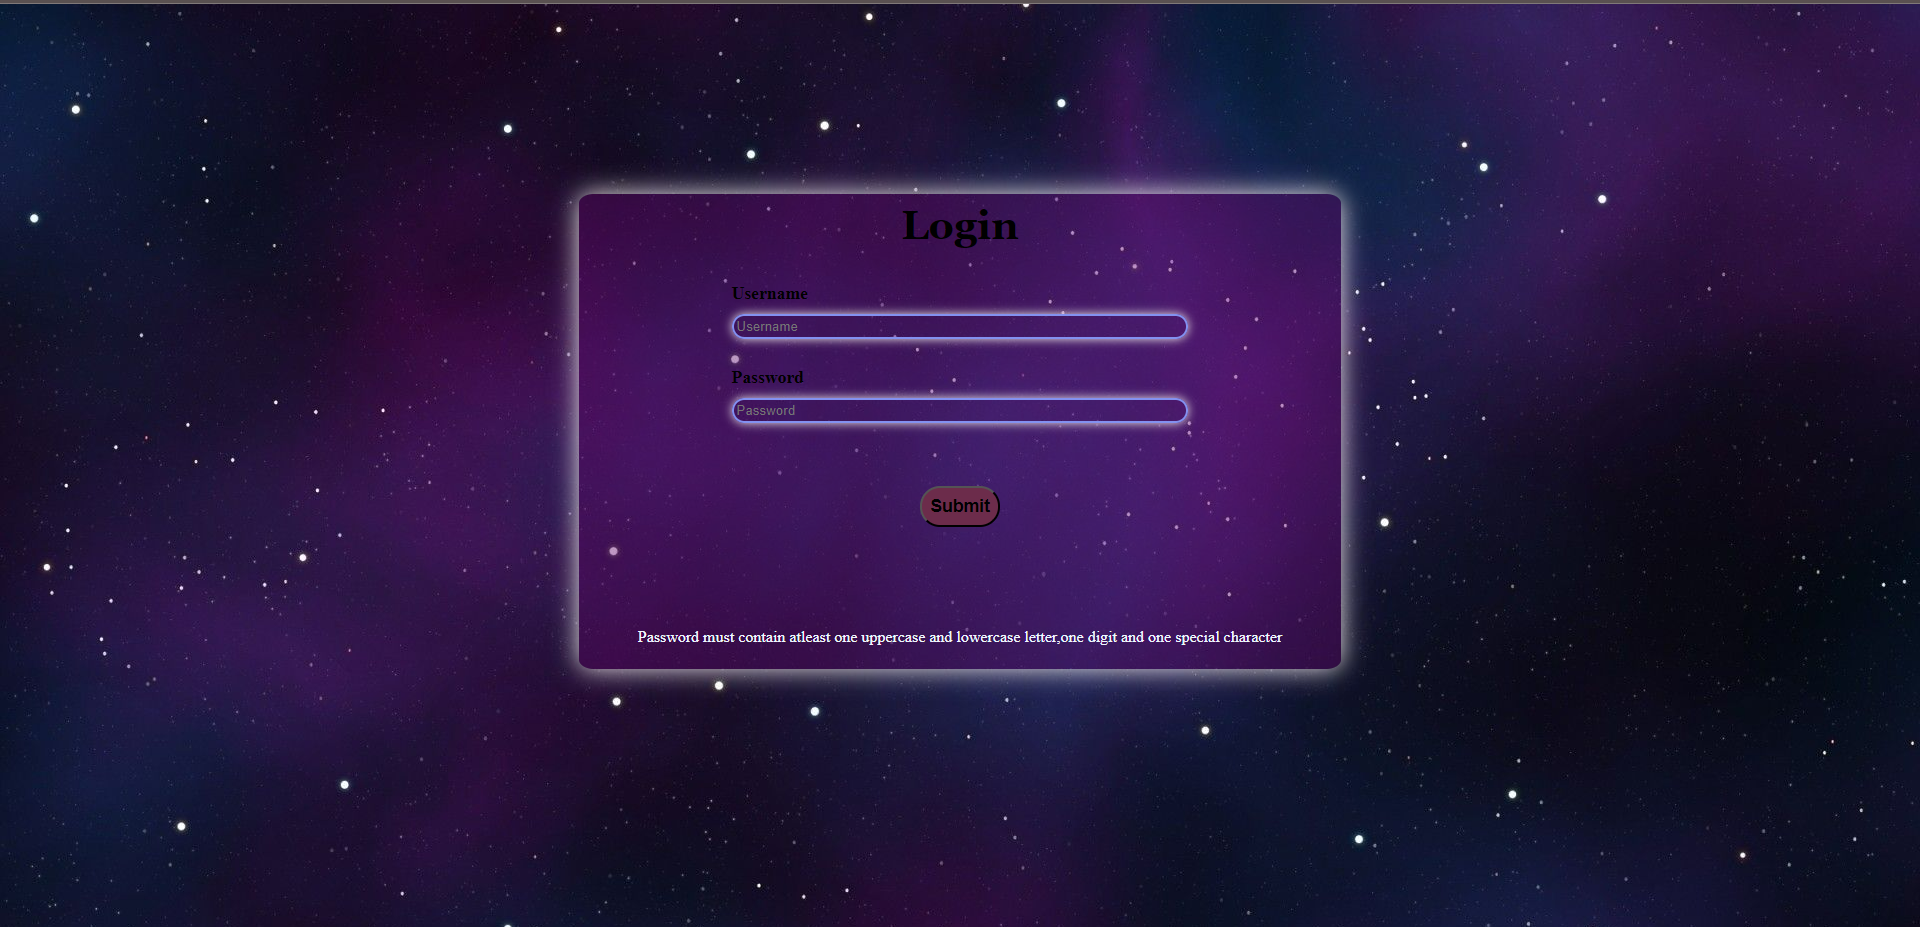 Login
Username
Username
Password
Password
Submit
Password must contain atleast one uppercase and lowercase letter,one digit and one special character